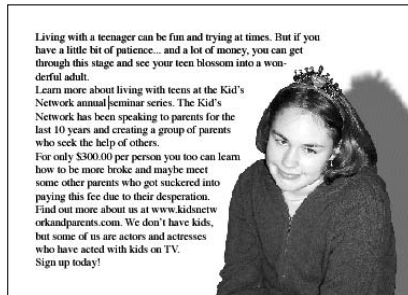 Living with a teenager can be fun and trying at times. But if you
have a little bit of patience... and a lot of money, you can get
through this stage and see your teen blossom into a won-
derful adult.
Learn more about living with teens at the Kid's
Network annual seminar series. The Kid's
Network has been speaking to parents for the
last 10 years and creating a group of parents
who seek the help of others.
For only $300.00 per person you too can learn
how to be more broke and maybe meet
some other parents who got suckered into
paying this fee due to their desperation.
Find out more about us at www.kidsnetw
orkandparents.com. We don't have kids,
but some of us are actors and actresses
who have acted with kids on TV.
Sign up today!